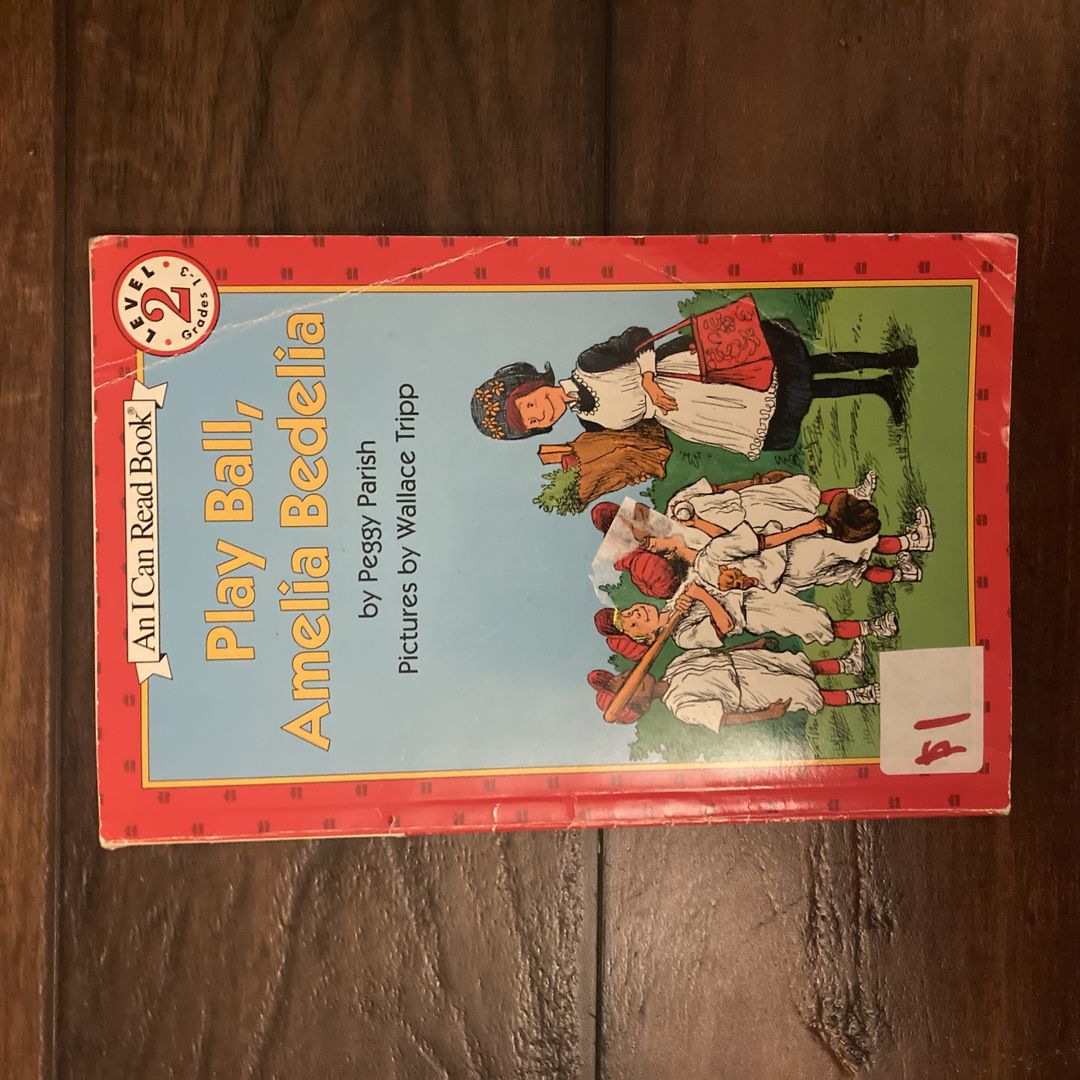 LEVEL
2
Grades 1-3
An I Can Read Book®
Play Ball,
Amelia Bedelia
by Peggy Parish
Pictures by Wallace Tripp
$1